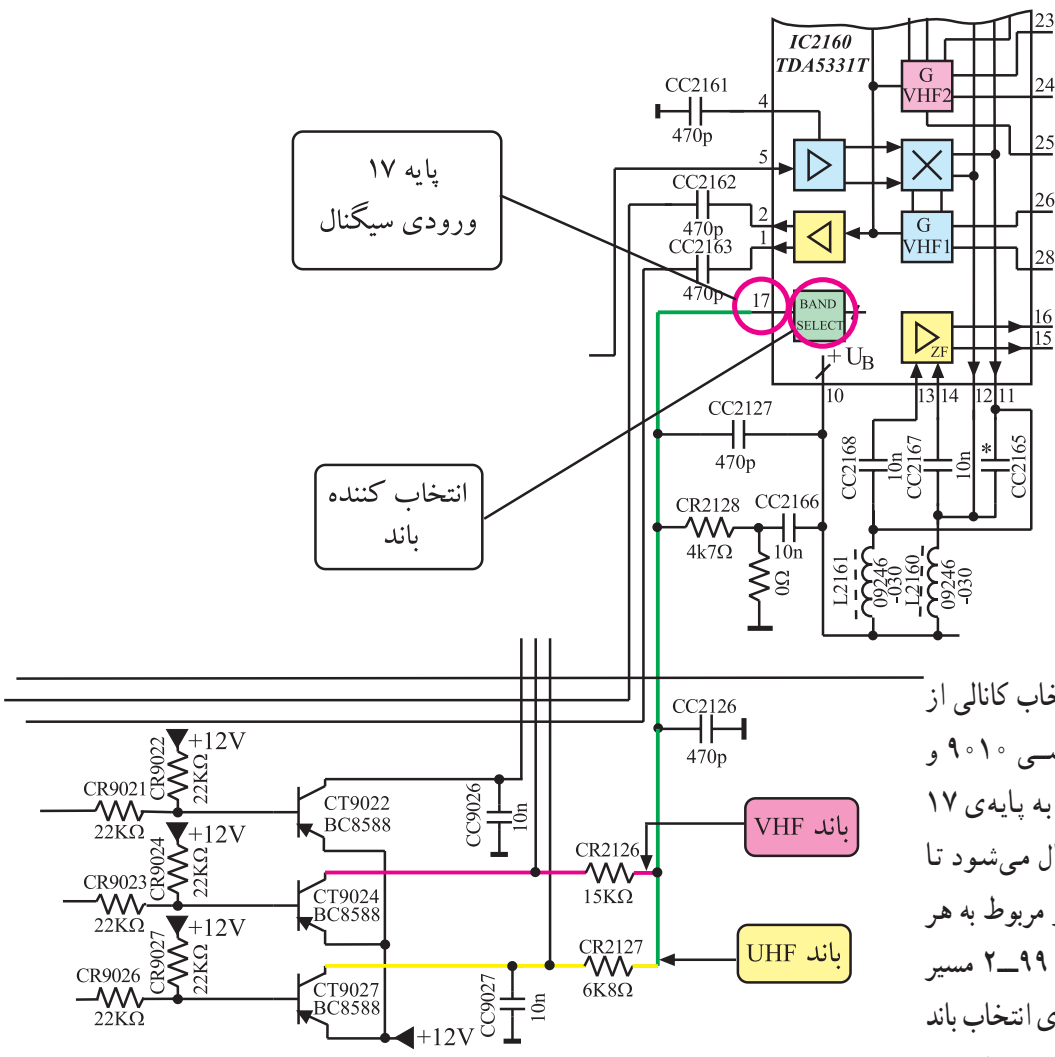 IC2160
TDA5331T
23
G
VHF2
24
CC2161
4
470p
25
5
پایه ۱۷
ورودی سیگنال
CC2162
2
470p
26
G
VHF1
CC2163
1
28
470p
17
BAND
SELECT
16
15
ZF
+U_B
10
13
14
12
11
CC2127
470p
CC2168
10n
CC2167
10n
*
CC2165
انتخاب کننده
باند
CR2128
4k7Ω
CC2166
10n
0Ω
L2161
09246
-030
L2160
09246
-030
CC2126
470p
خاب کانالی از
سی ۹۰۱۰ و
به پایه‌ی ۱۷
ال می‌شود تا
ر مربوط به هر
۲ــ۹۹ مسیر
ی انتخاب باند
+12V
CR9022
22KΩ
CR9021
22KΩ
CT9022
BC8588
CC9026
10n
باند VHF
+12V
CR9024
22KΩ
CR9023
22KΩ
CT9024
BC8588
CR2126
15KΩ
+12V
CR9027
22KΩ
CR9026
22KΩ
CT9027
BC8588
CR2127
6K8Ω
باند UHF
CC9027
10n
+12V